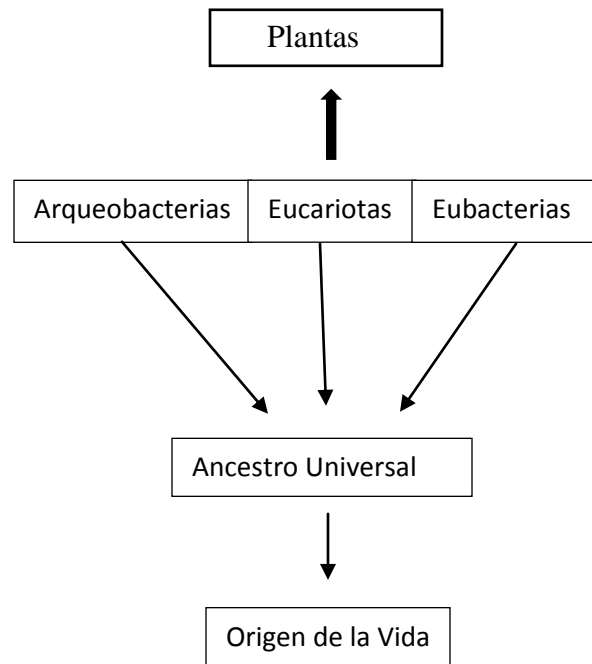 Plantas
Arqueobacterias Eucariotas Eubacterias
Ancestro Universal
Origen de la Vida